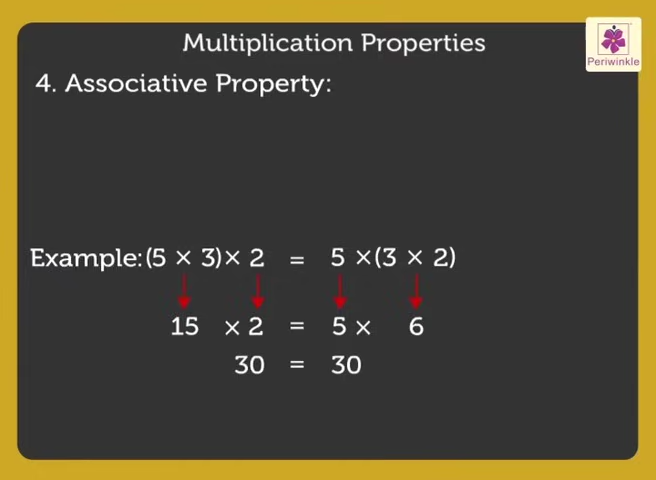 Multiplication Properties
Periwinkle
4. Associative Property:
Example:(5 × 3)× 2 = 5 ×(3 × 2)
15 × 2 = 5 × 6
30 = 30